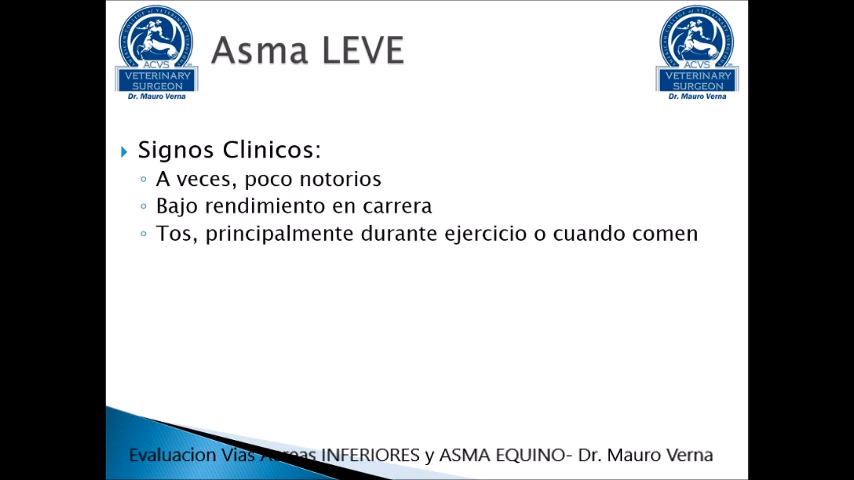 Asma LEVE
ACVS
VETERINARY
SURGEON
Dr. Mauro Verna
ACVS
VETERINARY
SURGEON
Dr. Mauro Verna
Signos Clinicos:
A veces, poco notorios
Bajo rendimiento en carrera
Tos, principalmente durante ejercicio o cuando comen
Evaluacion Vias Aereas INFERIORES y ASMA EQUINO- Dr. Mauro Verna